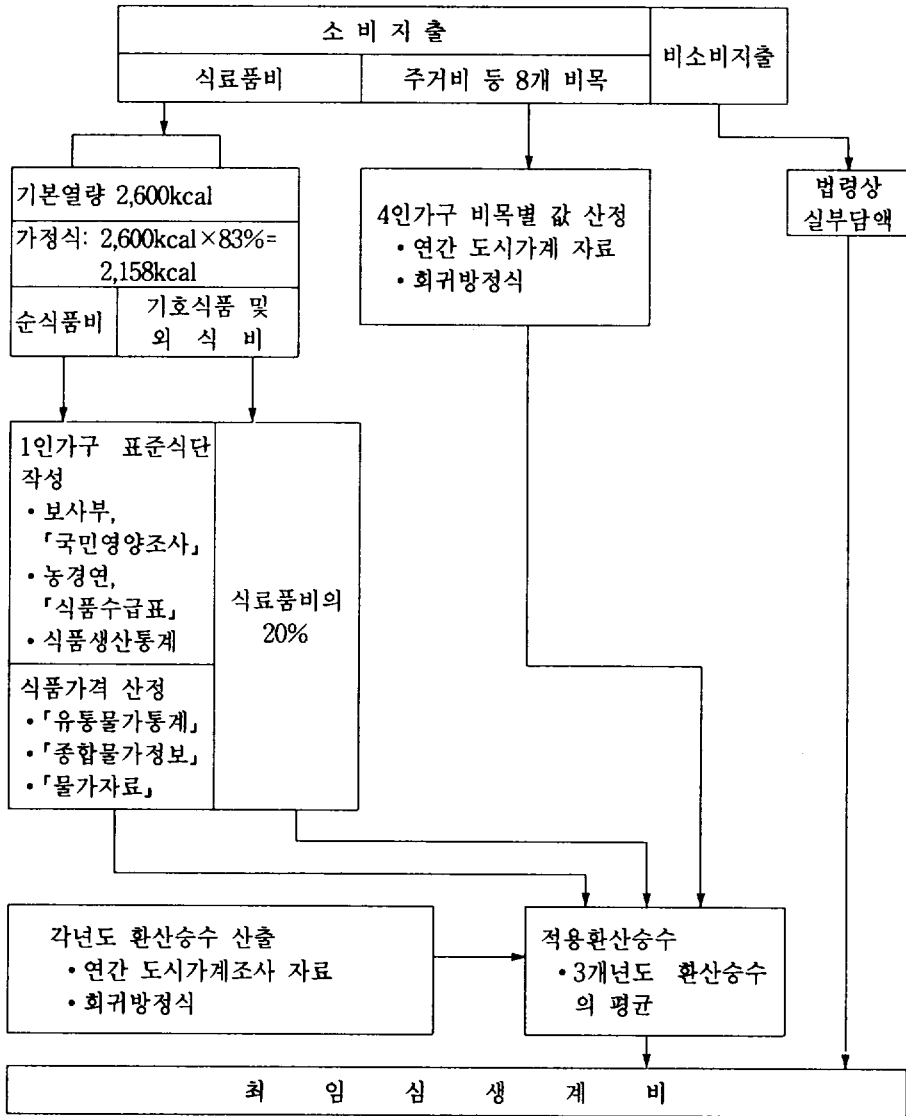 소 비 지 출
비소비지출
식료품비
주거비 등 8개 비목
기본열량 2,600kcal
가정식: 2,600kcal×83%=
2,158kcal
순식품비
기호식품 및
외 식 비
4인가구 비목별 값 산정
• 연간 도시가계 자료
• 회귀방정식
법령상
실부담액
1인가구 표준식단
작성
• 보사부,
「국민영양조사」
• 농경연,
「식품수급표」
• 식품생산통계
식료품비의
20%
식품가격 산정
• 「유통물가통계」
• 「종합물가정보」
• 「물가자료」
각년도 환산승수 산출
• 연간 도시가계조사 자료
• 회귀방정식
적용환산승수
• 3개년도 환산승수
의 평균
최 임 심 생 계 비